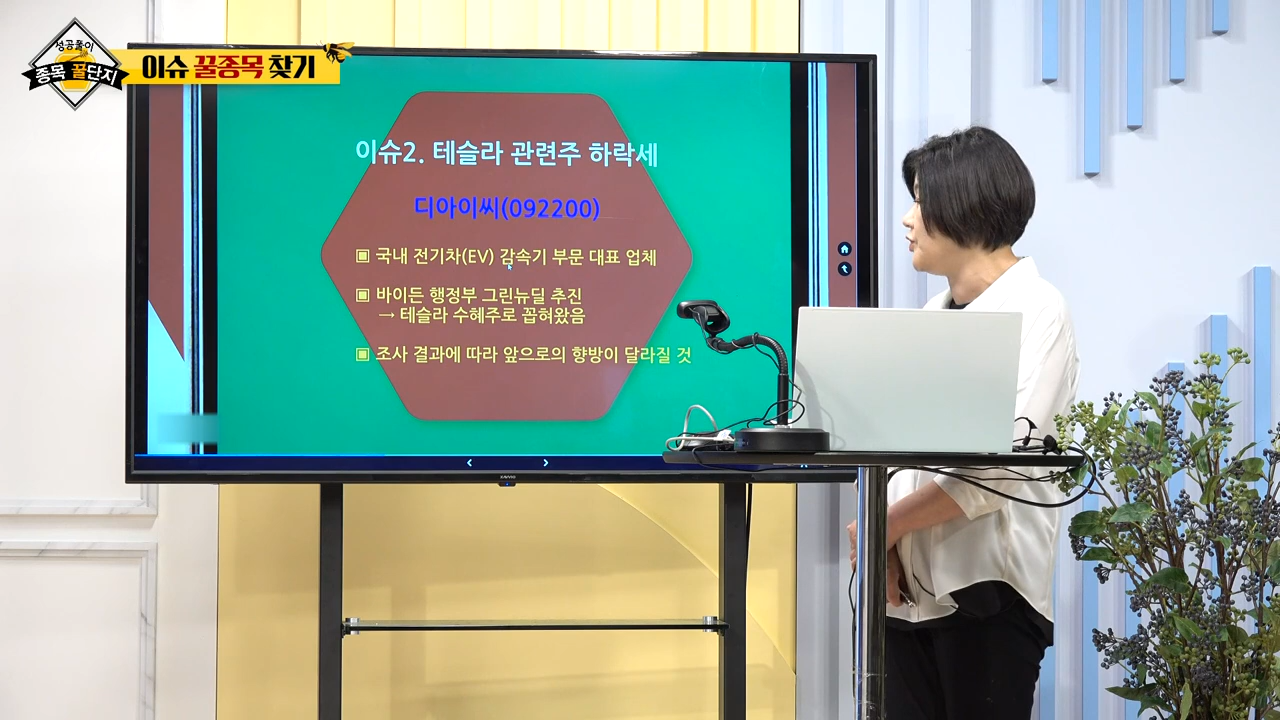 성공풀이
종목 꿀단지
이슈 꿀종목 찾기
이슈2. 테슬라 관련주 하락세
디아이씨(092200)
▣ 국내 전기차(EV) 감속기 부문 대표 업체
▣ 바이든 행정부 그린뉴딜 추진
→ 테슬라 수혜주로 꼽혀왔음
▣ 조사 결과에 따라 앞으로의 향방이 달라질 것